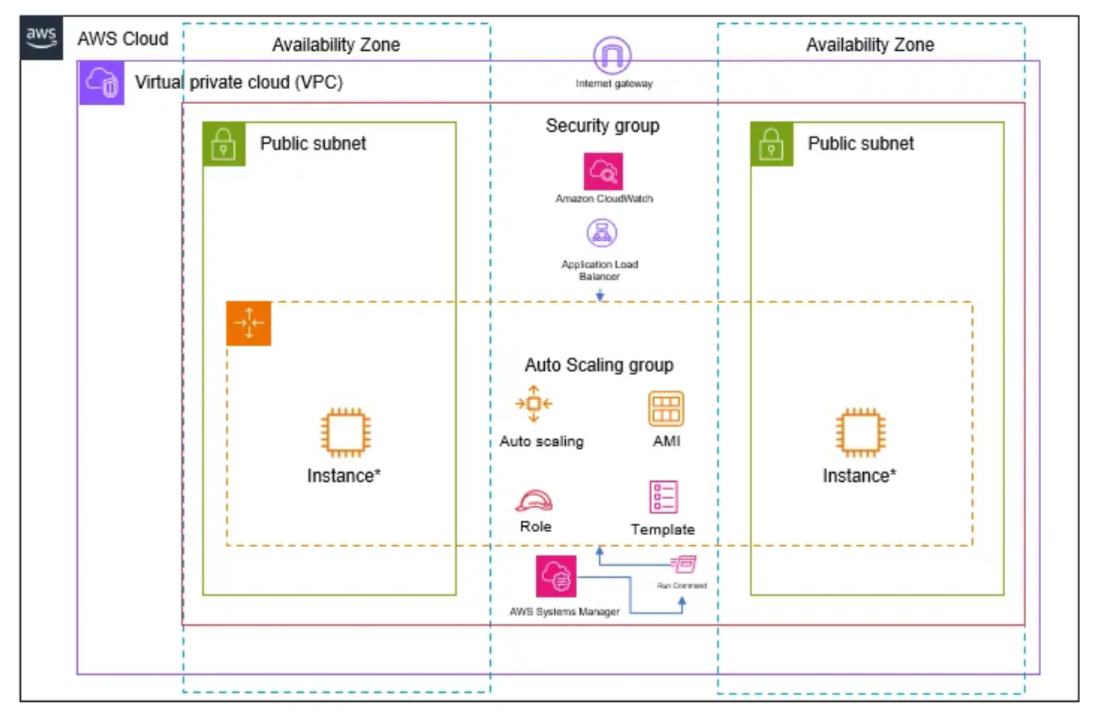 aws
AWS Cloud
Availability Zone
Availability Zone
Internet gateway
Virtual private cloud (VPC)
Security group
Public subnet
Public subnet
Amazon CloudWatch
Application Load
Balancer
Auto Scaling group
Auto scaling
AMI
Instance*
Instance*
Role
Template
Run Command
AWS Systems Manager